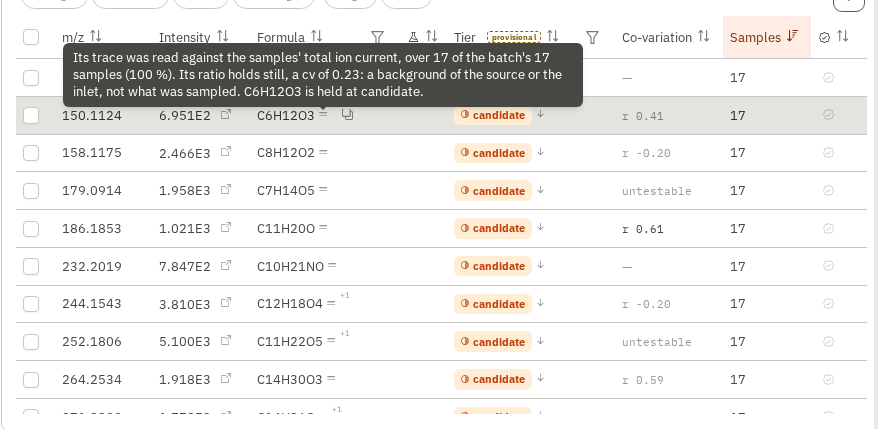 m/z Intensity Formula Tier provisional Co-variation Samples
Its trace was read against the samples' total ion current, over 17 of the batch's 17
samples (100 %). Its ratio holds still, a cv of 0.23: a background of the source or the
inlet, not what was sampled. C6H12O3 is held at candidate.
— 17
150.1124 6.951E2 C6H12O3 = candidate ↓ r 0.41 17
158.1175 2.466E3 C8H12O2 = candidate ↓ r -0.20 17
179.0914 1.958E3 C7H14O5 = candidate ↓ untestable 17
186.1853 1.021E3 C11H20O = candidate ↓ r 0.61 17
232.2019 7.847E2 C10H21NO = candidate ↓ — 17
244.1543 3.810E3 C12H18O4 = +1 candidate ↓ r -0.20 17
252.1806 5.100E3 C11H22O5 = +1 candidate ↓ untestable 17
264.2534 1.918E3 C14H30O3 = candidate ↓ r 0.59 17
+1